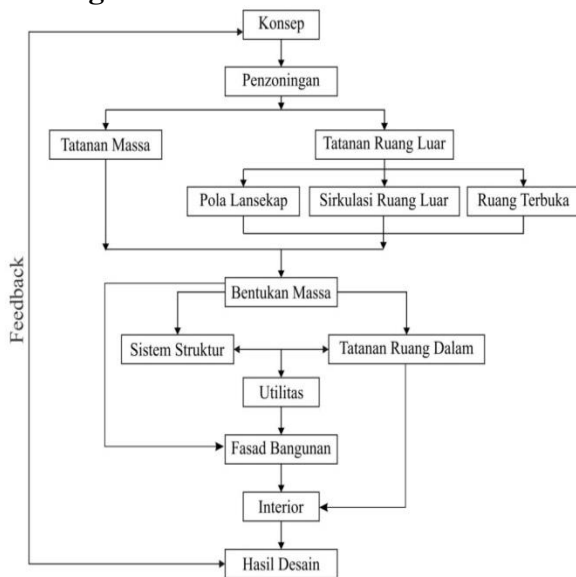 Konsep
Penzoningan
Tatanan Massa
Tatanan Ruang Luar
Pola Lansekap
Sirkulasi Ruang Luar
Ruang Terbuka
Feedback
Bentukan Massa
Sistem Struktur
Tatanan Ruang Dalam
Utilitas
Fasad Bangunan
Interior
Hasil Desain